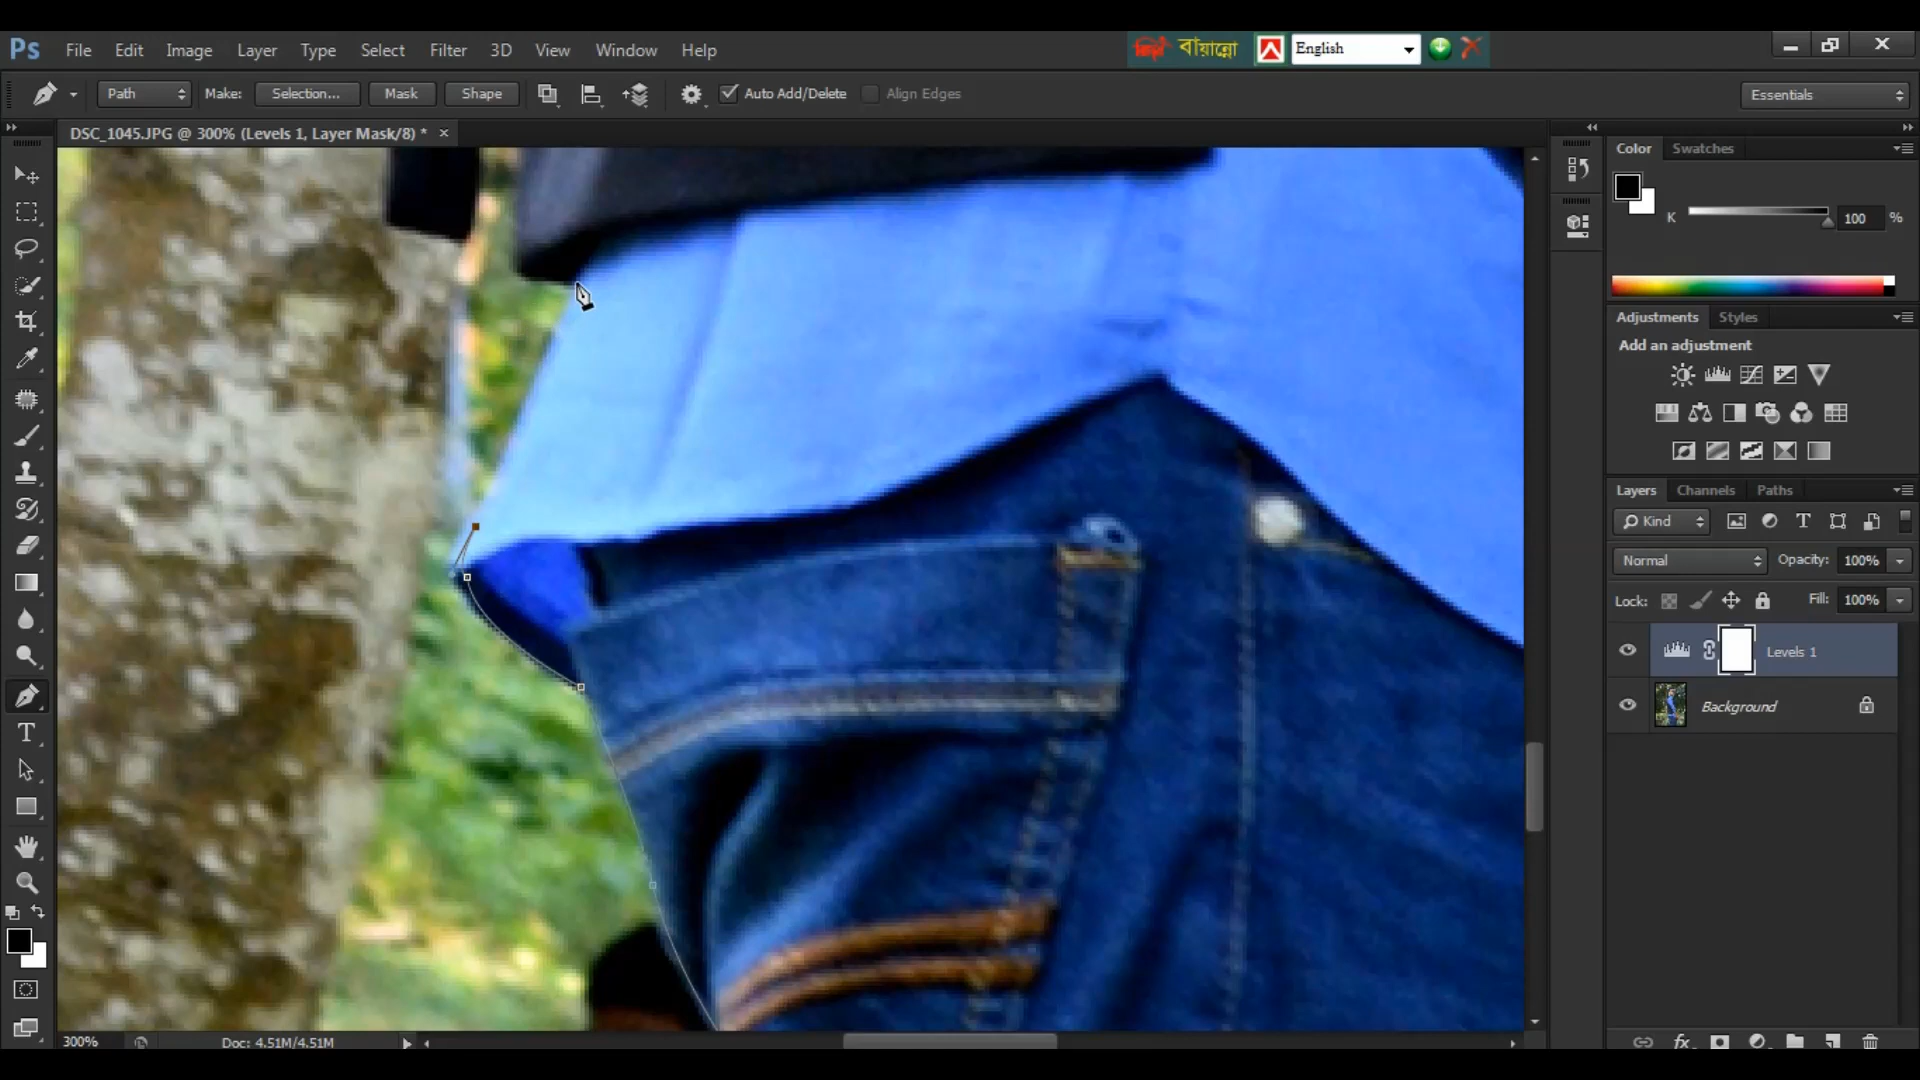 Ps File Edit Image Layer Type Select Filter 3D View Window Help
বায়ান্নো English
Path Make: Selection... Mask Shape Auto Add/Delete Align Edges Essentials
DSC_1045.JPG @ 300% (Levels 1, Layer Mask/8) * ×
Color Swatches
K 100 %
Adjustments Styles
Add an adjustment
Layers Channels Paths
Kind
Normal Opacity: 100%
Lock: Fill: 100%
Levels 1
Background
300% Doc: 4.51M/4.51M